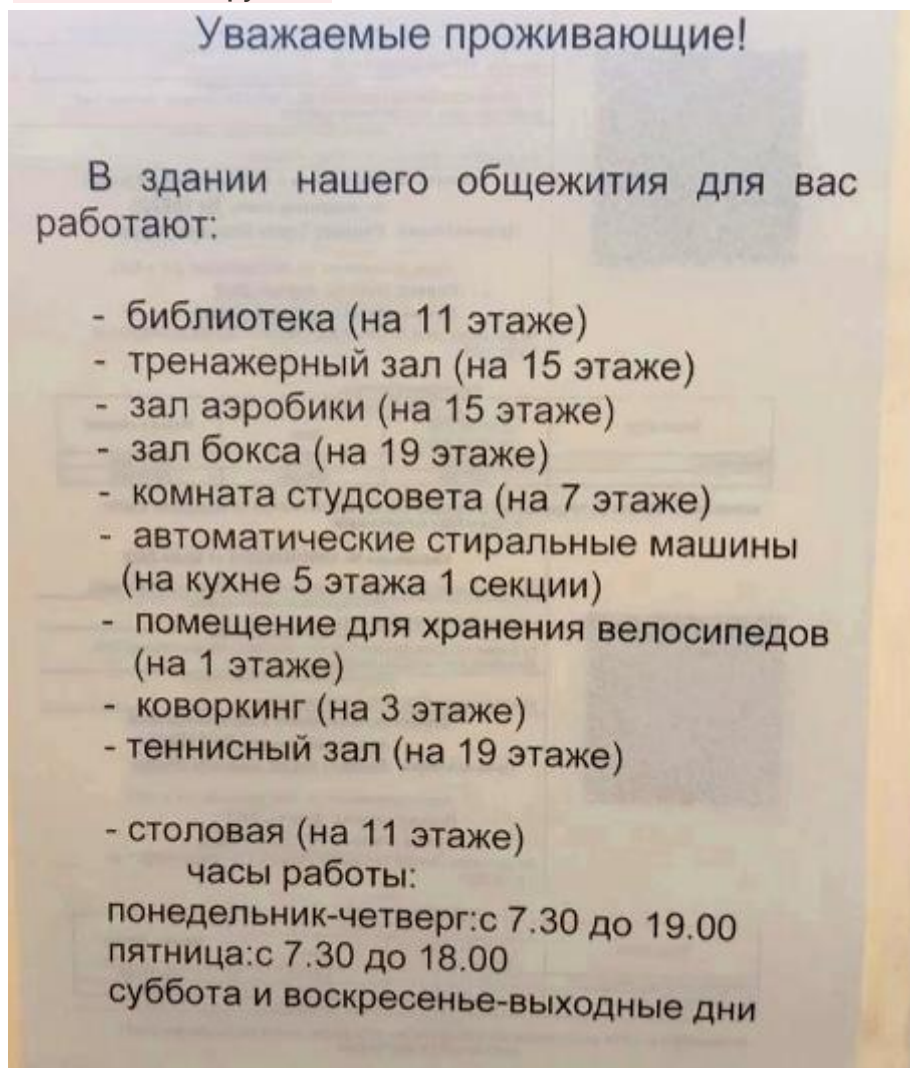 Уважаемые проживающие!
В здании нашего общежития для вас
работают:
- библиотека (на 11 этаже)
- тренажерный зал (на 15 этаже)
- зал аэробики (на 15 этаже)
- зал бокса (на 19 этаже)
- комната студсовета (на 7 этаже)
- автоматические стиральные машины
(на кухне 5 этажа 1 секции)
- помещение для хранения велосипедов
(на 1 этаже)
- коворкинг (на 3 этаже)
- теннисный зал (на 19 этаже)
- столовая (на 11 этаже)
часы работы:
понедельник-четверг:с 7.30 до 19.00
пятница:с 7.30 до 18.00
суббота и воскресенье-выходные дни